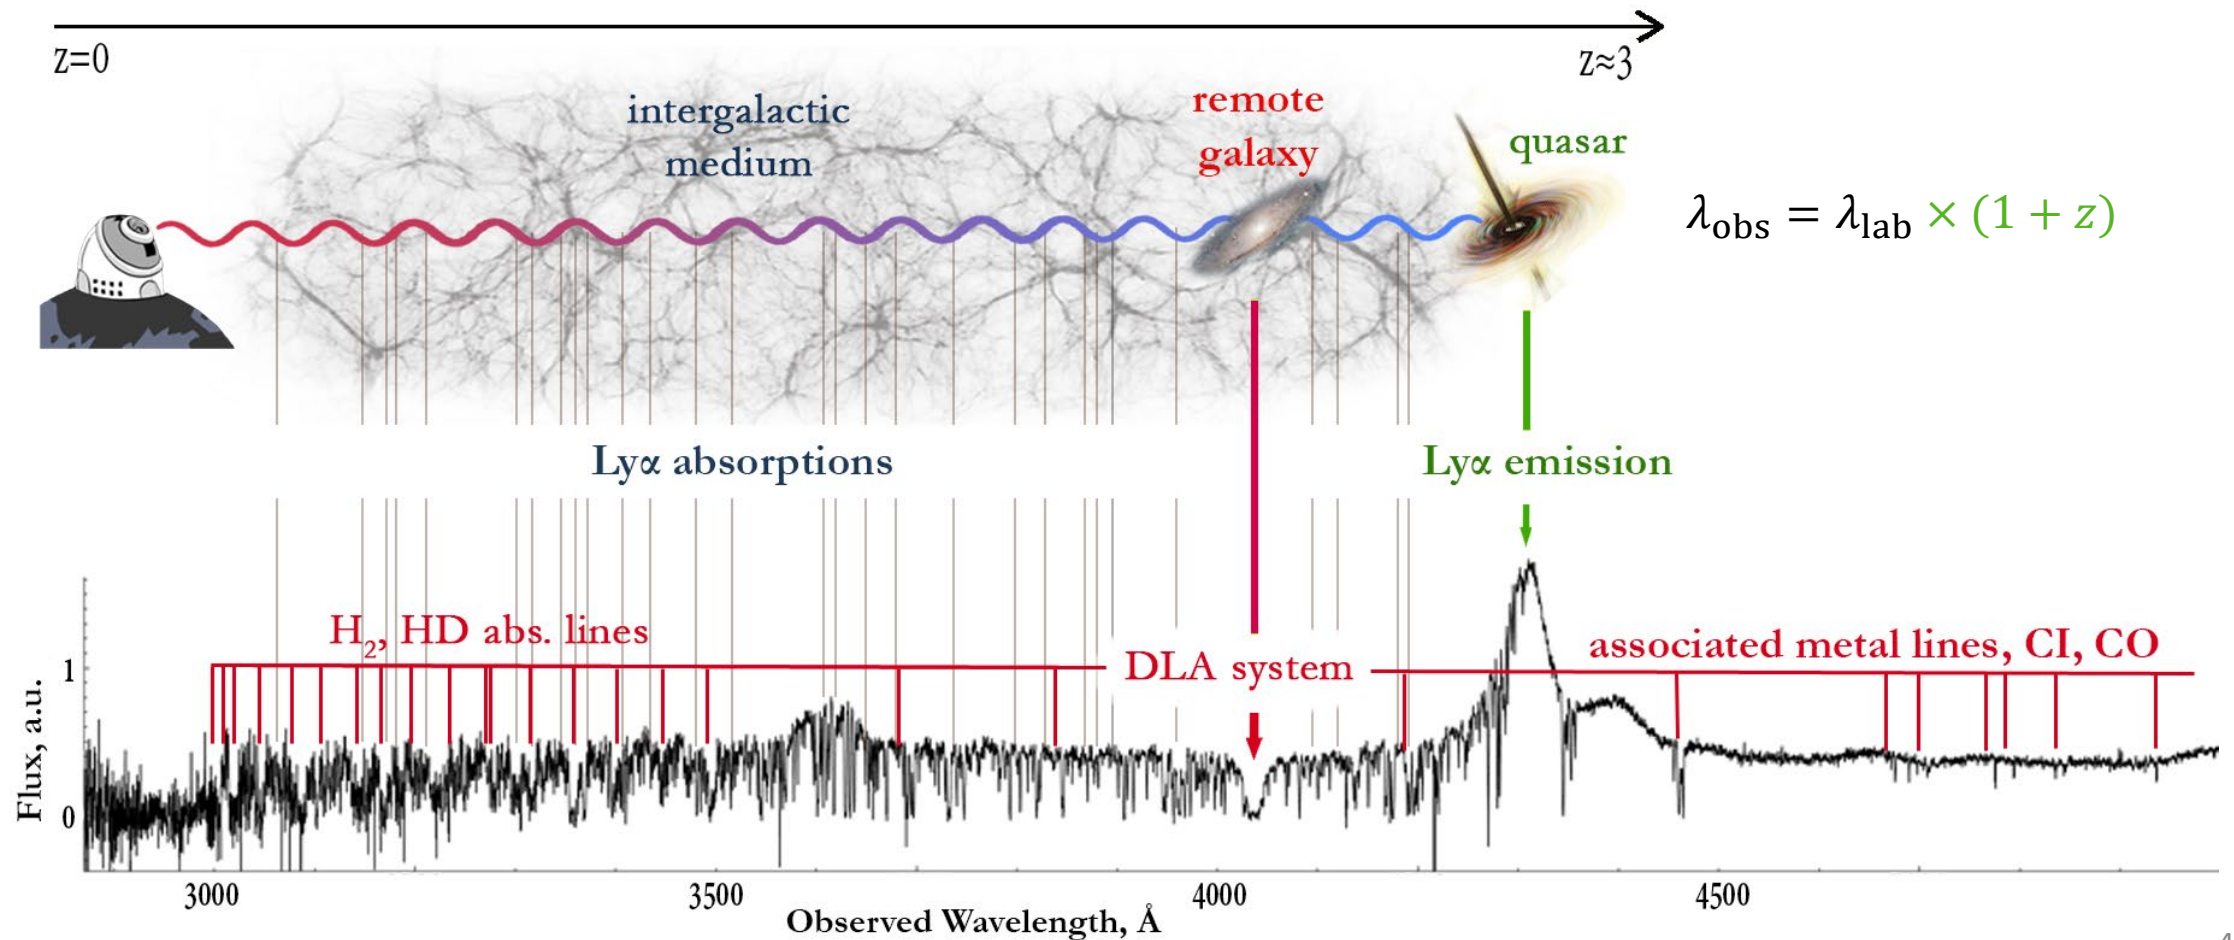 z=0
z≈3
intergalactic
medium
remote
galaxy
quasar
λobs = λlab × (1 + z)
Lyα absorptions
Lyα emission
H2, HD abs. lines
DLA system
associated metal lines, CI, CO
Flux, a.u.
1
0
3000
3500
4000
4500
Observed Wavelength, Å
4